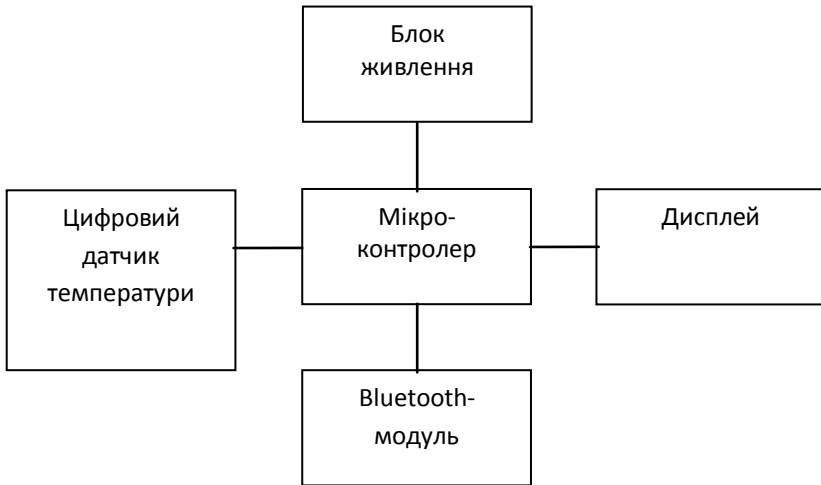 Блок
живлення
Цифровий
датчик
температури
Мікро-
контролер
Дисплей
Bluetooth-
модуль